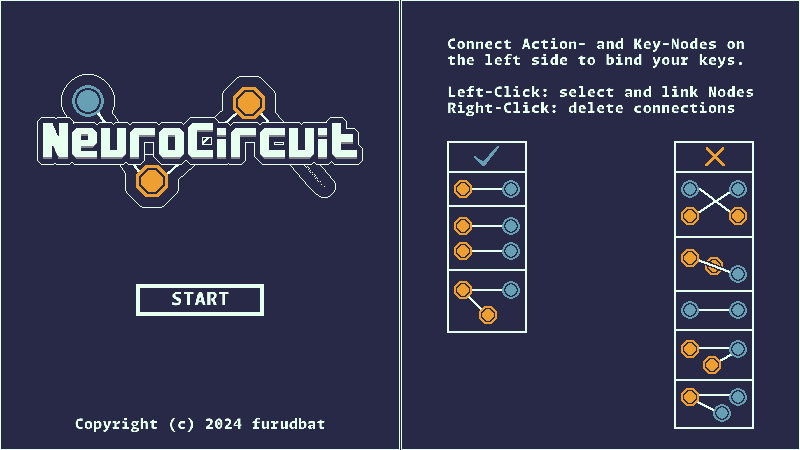 NeuroCircuit
START
Copyright (c) 2024 furudbat
Connect Action- and Key-Nodes on
the left side to bind your keys.
Left-Click: select and link Nodes
Right-Click: delete connections